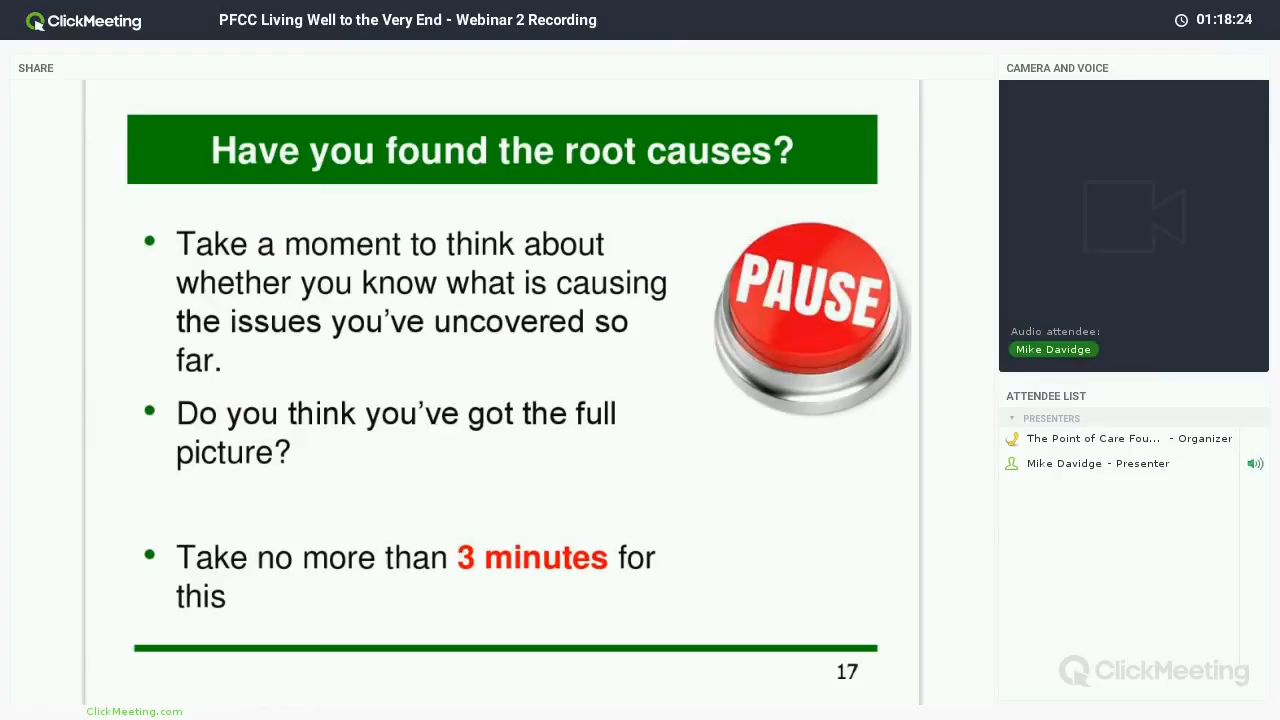 ClickMeeting
PFCC Living Well to the Very End - Webinar 2 Recording
01:18:24
SHARE
CAMERA AND VOICE
Have you found the root causes?
• Take a moment to think about
whether you know what is causing
the issues you’ve uncovered so
far.
PAUSE
• Do you think you’ve got the full
picture?
• Take no more than 3 minutes for
this
17
Audio attendee:
Mike Davidge
ATTENDEE LIST
PRESENTERS
The Point of Care Fou... - Organizer
Mike Davidge - Presenter
ClickMeeting
ClickMeeting.com